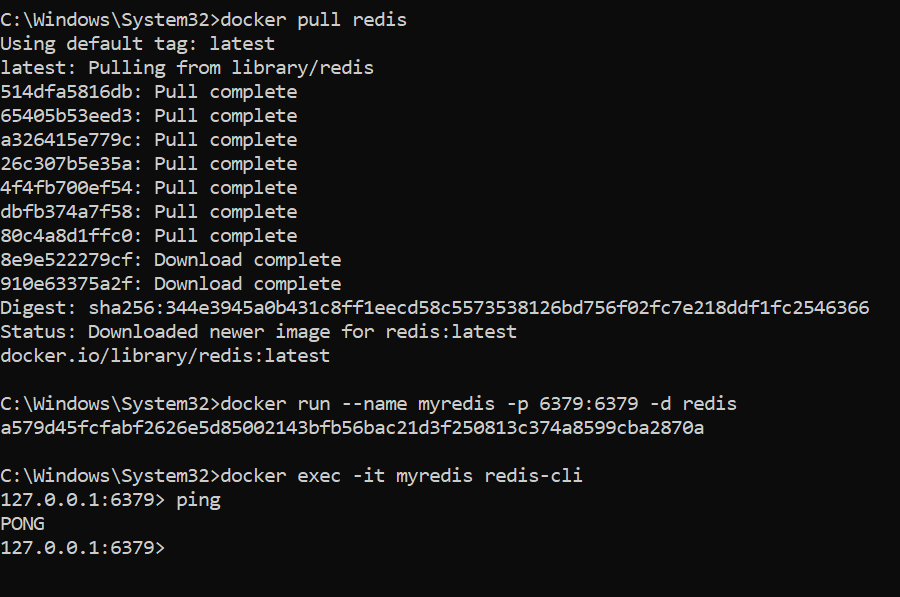 C:\Windows\System32>docker pull redis
Using default tag: latest
latest: Pulling from library/redis
514dfa5816db: Pull complete
65405b53eed3: Pull complete
a326415e779c: Pull complete
26c307b5e35a: Pull complete
4f4fb700ef54: Pull complete
dbfb374a7f58: Pull complete
80c4a8d1ffc0: Pull complete
8e9e522279cf: Download complete
910e63375a2f: Download complete
Digest: sha256:344e3945a0b431c8ff1eecd58c5573538126bd756f02fc7e218ddf1fc2546366
Status: Downloaded newer image for redis:latest
docker.io/library/redis:latest
C:\Windows\System32>docker run --name myredis -p 6379:6379 -d redis
a579d45fcfabf2626e5d85002143bfb56bac21d3f250813c374a8599cba2870a
C:\Windows\System32>docker exec -it myredis redis-cli
127.0.0.1:6379> ping
PONG
127.0.0.1:6379>